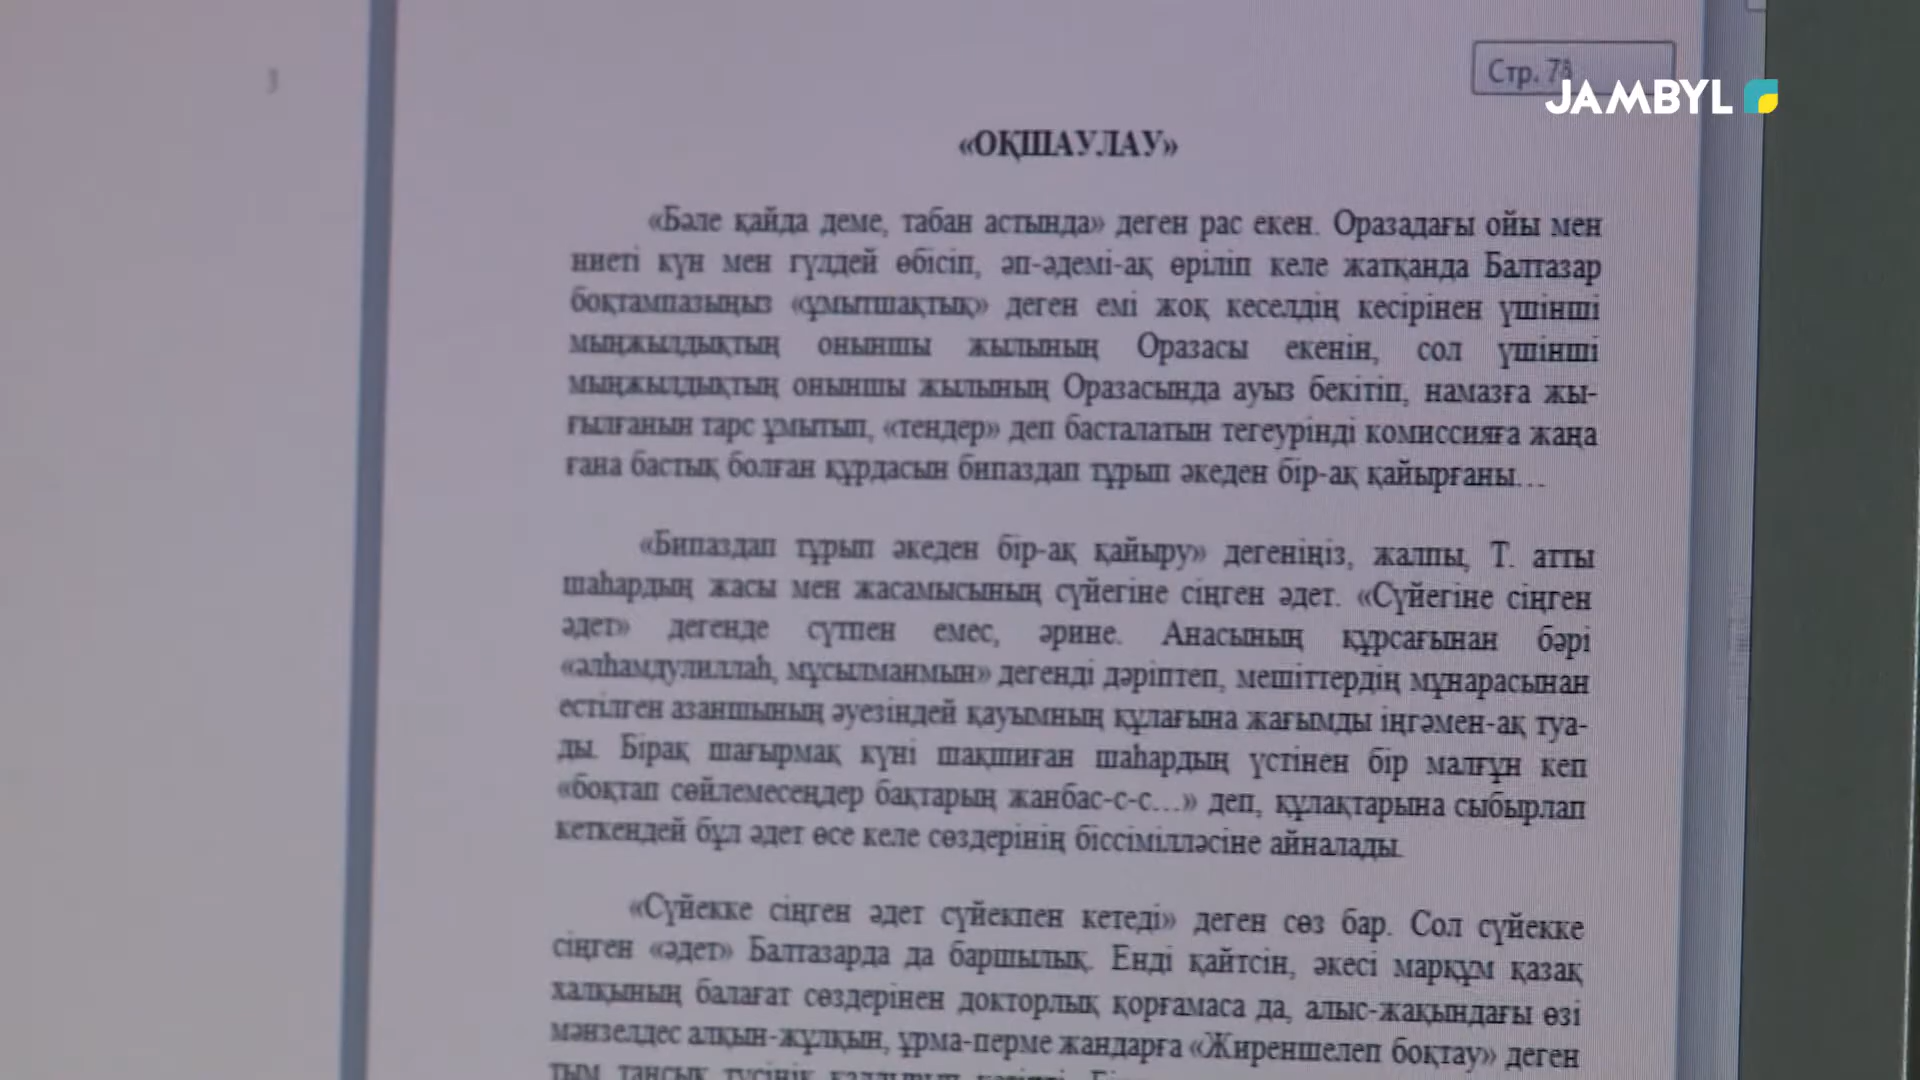 3
Стр. 78
JAMBYL
«ОҚШАУЛАУ»
«Бәле қайда деме, табан астында» деген рас екен. Оразадағы ойы мен
ниеті күн мен гүлдей өбісіп, әп-әдемі-ақ өріліп келе жатқанда Балтазар
боқтампазыңыз «ұмытшақтық» деген емі жоқ кеселдің кесірінен үшінші
мыңжылдықтың оныншы жылының Оразасы екенін, сол үшінші
мыңжылдықтың оныншы жылының Оразасында ауыз бекітіп, намазға жы-
ғылғанын тарс ұмытып, «тендер» деп басталатын тегеурінді комиссияға жаңа
ғана бастық болған құрдасын бипаздап тұрып әкеден бір-ақ қайырғаны…
«Бипаздап тұрып әкеден бір-ақ қайыру» дегеніңіз, жалпы, Т. атты
шаһардың жасы мен жасамысының сүйегіне сіңген әдет. «Сүйегіне сіңген
әдет» дегенде сүтпен емес, әрине. Анасының құрсағынан бәрі
«әлһамдулиллаһ, мұсылманмын» дегенді дәріптеп, мешіттердің мұнарасынан
естілген азаншының әуезіндей қауымның құлағына жағымды іңгәмен-ақ туа-
ды. Бірақ шағырмақ күні шақшиған шаһардың үстінен бір малғұн кеп
«боқтап сөйлемесеңдер бақтарың жанбас-с-с…» деп, құлақтарына сыбырлап
кеткендей бұл әдет өсе келе сөздерінің біссімілләсіне айналады.
«Сүйекке сіңген әдет сүйекпен кетеді» деген сөз бар. Сол сүйекке
сіңген «әдет» Балтазарда да баршылық. Енді қайтсін, әкесі марқұм қазақ
халқының балағат сөздерінен докторлық қорғамаса да, алыс-жақындағы өзі
мәнзелдес алқын-жұлқын, ұрма-перме жандарға «Жиреншелеп боқтау» деген
тым таңсық түсінік